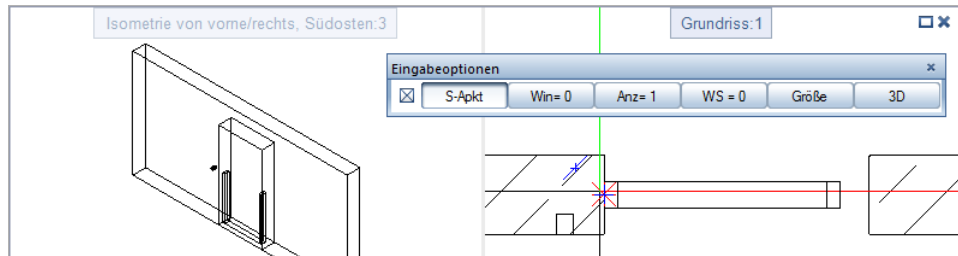 Isometrie von vorne/rechts, Südosten:3
Grundriss:1
Eingabeoptionen
S-Apkt Win= 0 Anz= 1 WS = 0 Größe 3D